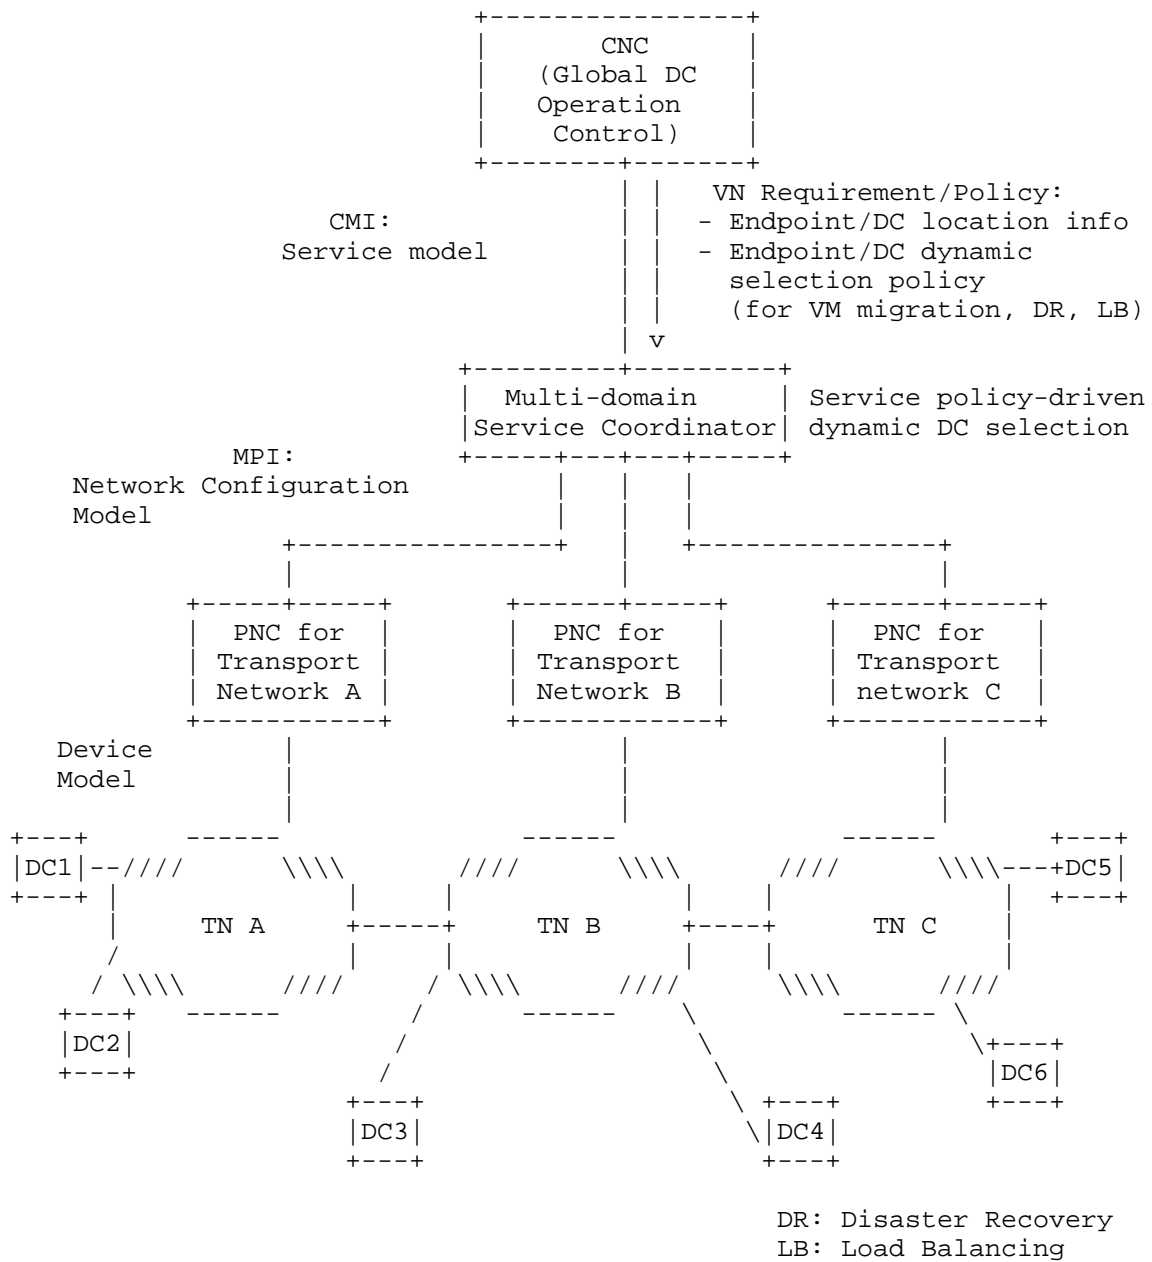 CNC
(Global DC
Operation
Control)
VN Requirement/Policy:
CMI:
- Endpoint/DC location info
Service model
- Endpoint/DC dynamic
selection policy
(for VM migration, DR, LB)
v
Multi-domain
Service Coordinator
Service policy-driven
dynamic DC selection
MPI:
Network Configuration
Model
PNC for
Transport
Network A
PNC for
Transport
Network B
PNC for
Transport
network C
Device
Model
DC1
DC5
TN A
TN B
TN C
DC2
DC6
DC3
DC4
DR: Disaster Recovery
LB: Load Balancing